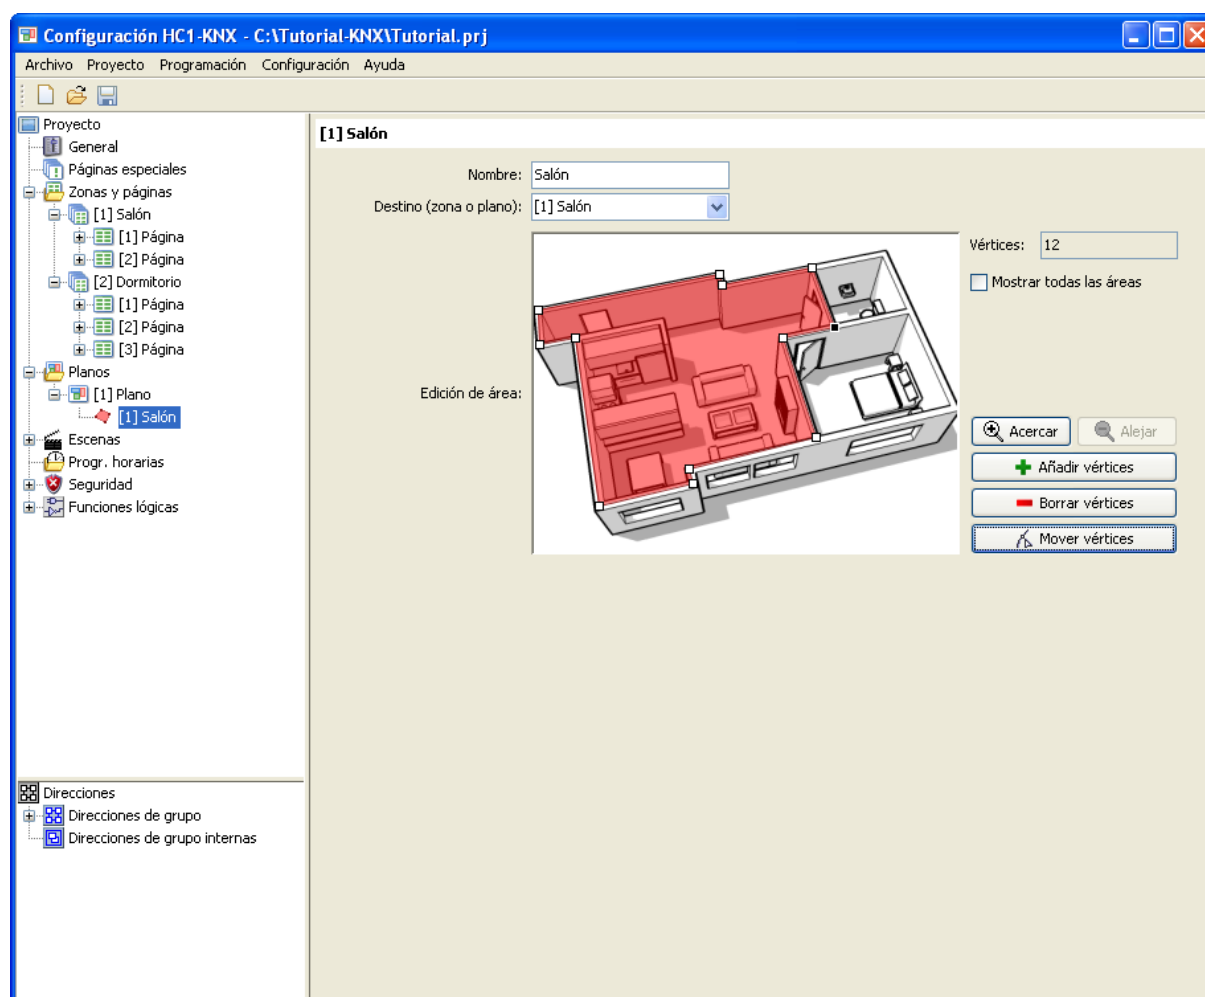 Configuración HC1-KNX - C:\Tutorial-KNX\Tutorial.prj
Archivo Proyecto Programación Configuración Ayuda
Proyecto
General
Páginas especiales
Zonas y páginas
[1] Salón
[1] Página
[2] Página
[2] Dormitorio
[1] Página
[2] Página
[3] Página
Planos
[1] Plano
[1] Salón
Escenas
Progr. horarias
Seguridad
Funciones lógicas
Direcciones
Direcciones de grupo
Direcciones de grupo internas
[1] Salón
Nombre: Salón
Destino (zona o plano): [1] Salón
Edición de área:
Vértices: 12
Mostrar todas las áreas
Acercar Alejar
Añadir vértices
Borrar vértices
Mover vértices